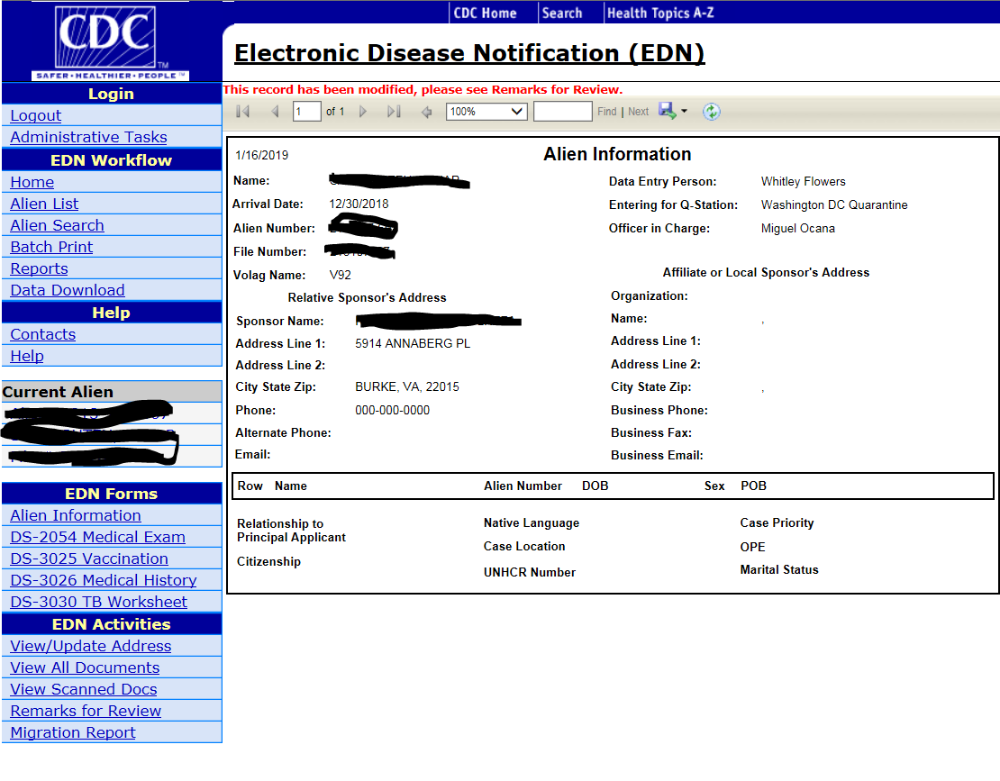 CDC
TM
SAFER·HEALTHIER·PEOPLE™
CDC Home
Search
Health Topics A-Z
Electronic Disease Notification (EDN)
Login
Logout
Administrative Tasks
EDN Workflow
Home
Alien List
Alien Search
Batch Print
Reports
Data Download
Help
Contacts
Help
Current Alien
EDN Forms
Alien Information
DS-2054 Medical Exam
DS-3025 Vaccination
DS-3026 Medical History
DS-3030 TB Worksheet
EDN Activities
View/Update Address
View All Documents
View Scanned Docs
Remarks for Review
Migration Report
This record has been modified, please see Remarks for Review.
1 of 1 100% Find | Next
1/16/2019
Alien Information
Name:
Arrival Date: 12/30/2018
Alien Number:
File Number:
Volag Name: V92
Data Entry Person: Whitley Flowers
Entering for Q-Station: Washington DC Quarantine
Officer in Charge: Miguel Ocana
Relative Sponsor's Address
Sponsor Name:
Address Line 1: 5914 ANNABERG PL
Address Line 2:
City State Zip: BURKE, VA, 22015
Phone: 000-000-0000
Alternate Phone:
Email:
Affiliate or Local Sponsor's Address
Organization:
Name: ,
Address Line 1:
Address Line 2:
City State Zip: ,
Business Phone:
Business Fax:
Business Email:
Row Name Alien Number DOB Sex POB
Relationship to
Principal Applicant
Citizenship
Native Language
Case Location
UNHCR Number
Case Priority
OPE
Marital Status